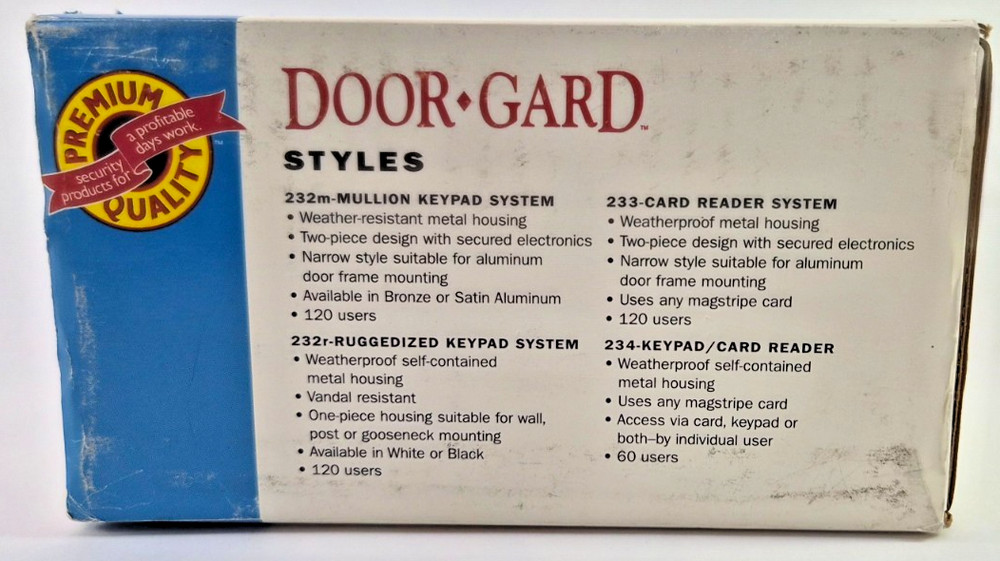 PREMIUM
QUALITY
security
products for
a profitable
days work.
™
DOOR♦GARD™
STYLES
232m-MULLION KEYPAD SYSTEM
• Weather-resistant metal housing
• Two-piece design with secured electronics
• Narrow style suitable for aluminum
door frame mounting
• Available in Bronze or Satin Aluminum
• 120 users
232r-RUGGEDIZED KEYPAD SYSTEM
• Weatherproof self-contained
metal housing
• Vandal resistant
• One-piece housing suitable for wall,
post or gooseneck mounting
• Available in White or Black
• 120 users
233-CARD READER SYSTEM
• Weatherproof metal housing
• Two-piece design with secured electronics
• Narrow style suitable for aluminum
door frame mounting
• Uses any magstripe card
• 120 users
234-KEYPAD/CARD READER
• Weatherproof self-contained
metal housing
• Uses any magstripe card
• Access via card, keypad or
both–by individual user
• 60 users